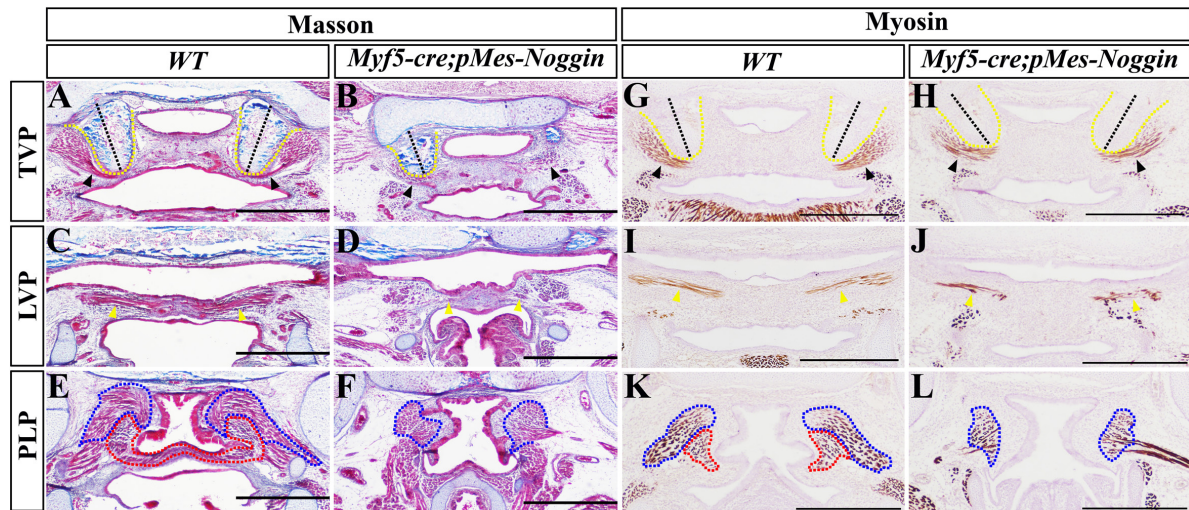 Masson Myosin
WT Myf5-cre;pMes-Noggin WT Myf5-cre;pMes-Noggin
TVP A B G H
LVP C D I J
PLP E F K L